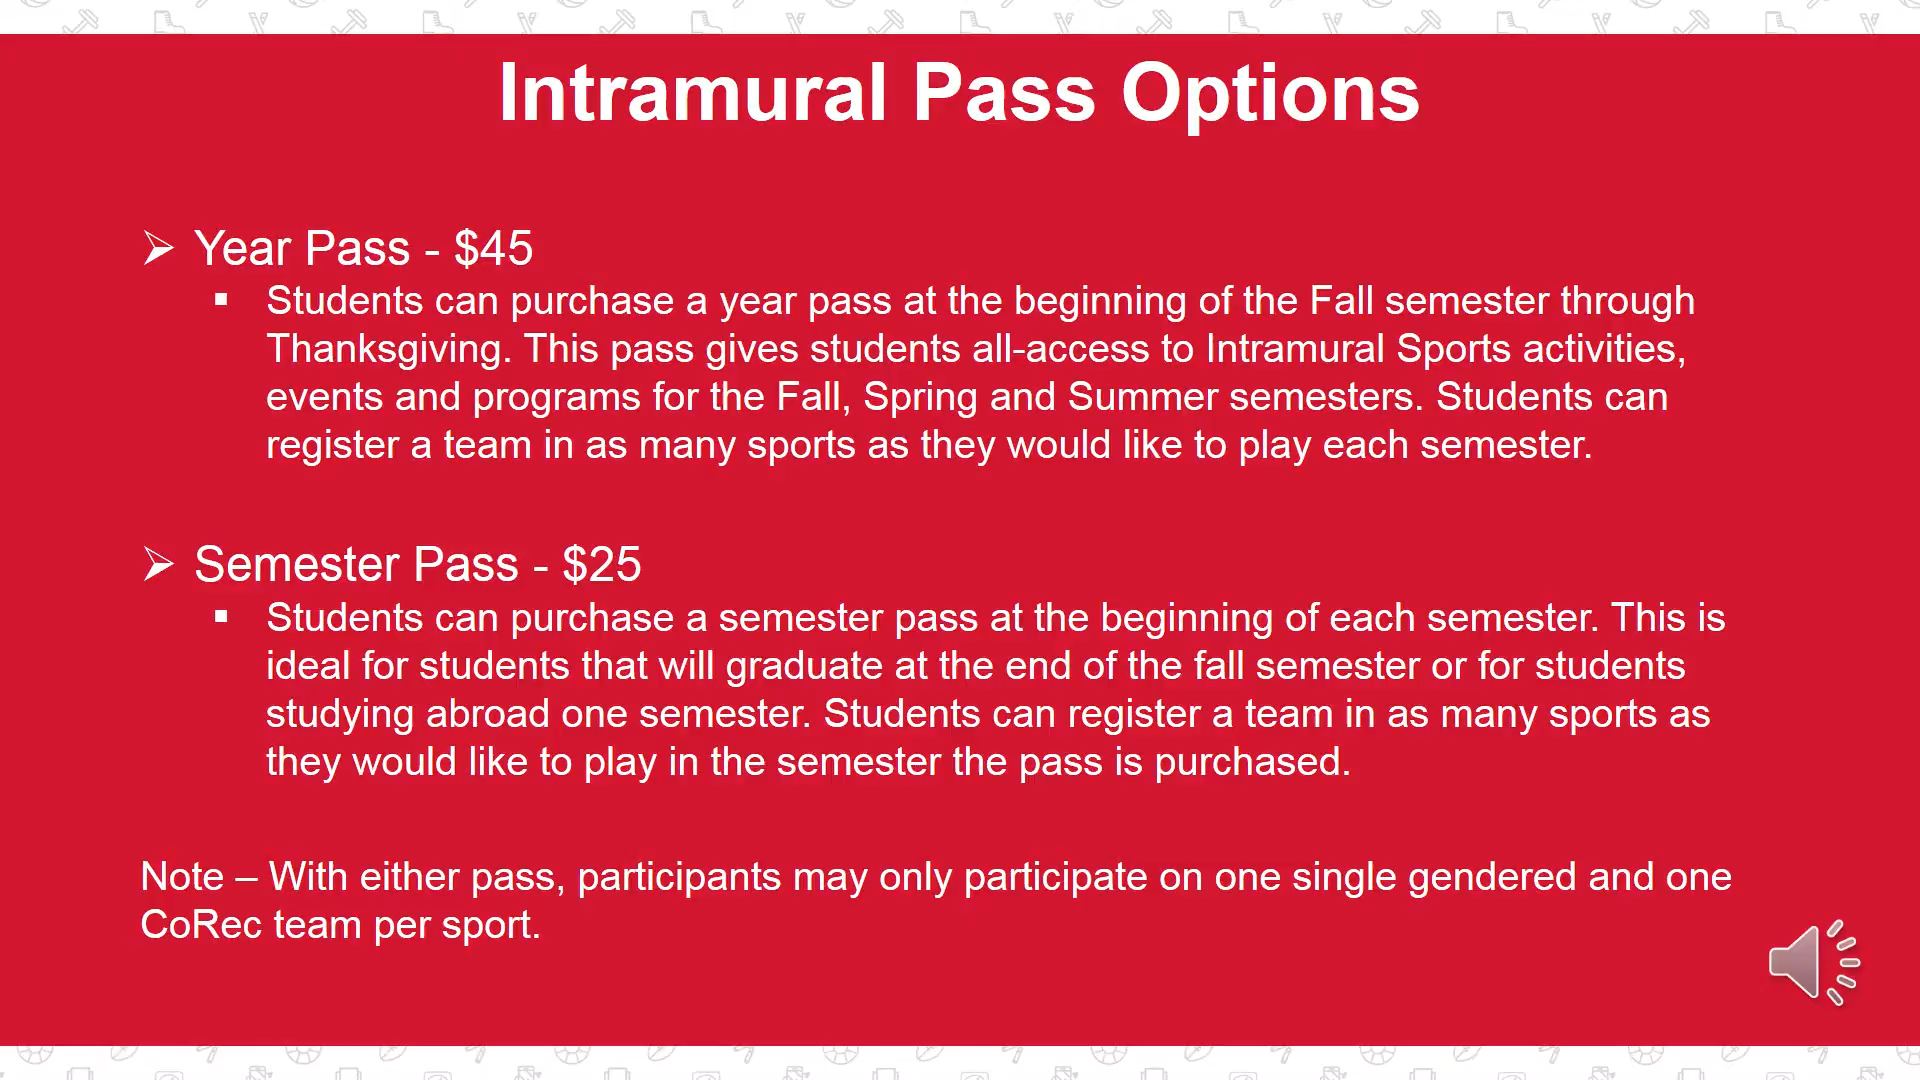 Intramural Pass Options
Year Pass - $45
Students can purchase a year pass at the beginning of the Fall semester through
Thanksgiving. This pass gives students all-access to Intramural Sports activities,
events and programs for the Fall, Spring and Summer semesters. Students can
register a team in as many sports as they would like to play each semester.
Semester Pass - $25
Students can purchase a semester pass at the beginning of each semester. This is
ideal for students that will graduate at the end of the fall semester or for students
studying abroad one semester. Students can register a team in as many sports as
they would like to play in the semester the pass is purchased.
Note – With either pass, participants may only participate on one single gendered and one
CoRec team per sport.